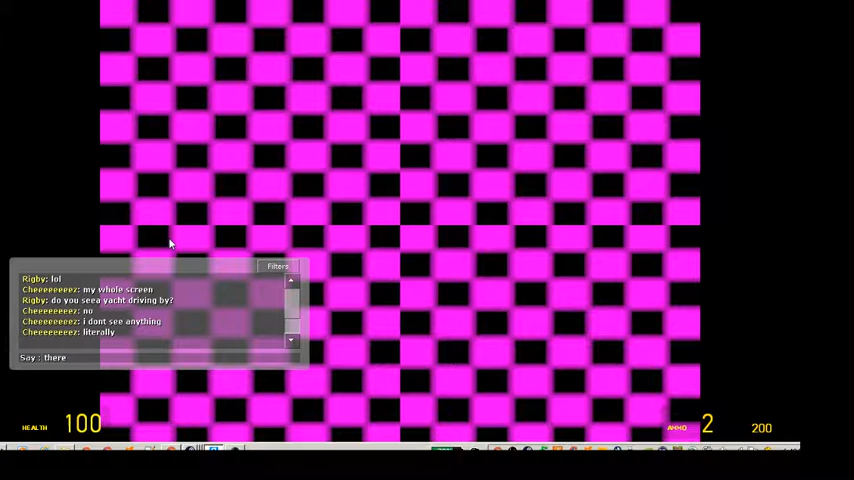 Filters
Rigby: lol
Cheeeeeeeez: my whole screen
Rigby: do you seea yacht driving by?
Cheeeeeeeez: no
Cheeeeeeeez: i dont see anything
Cheeeeeeeez: literally
Say : there
HEALTH 100
AMMO 2 200